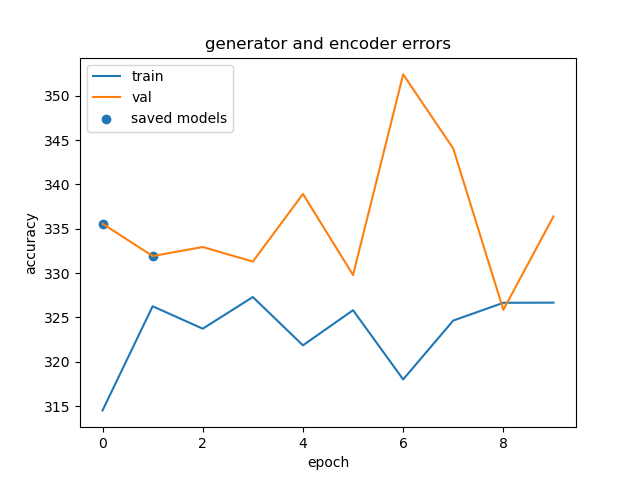 generator and encoder errors
train
val
saved models
accuracy
350
345
340
335
330
325
320
315
0
2
4
6
8
epoch